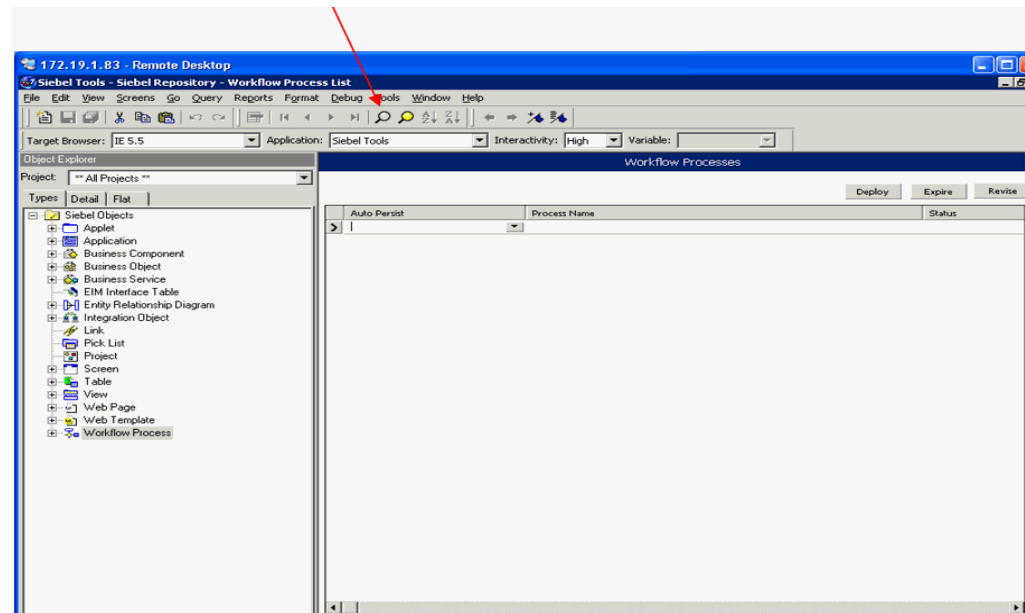 172.19.1.83 - Remote Desktop
Siebel Tools - Siebel Repository - Workflow Process List
File Edit View Screens Go Query Reports Format Debug Tools Window Help
Target Browser: IE 5.5 Application: Siebel Tools Interactivity: High Variable:
Object Explorer
Workflow Processes
Project: ** All Projects **
Deploy Expire Revise
Types Detail Flat
Auto Persist Process Name Status
Siebel Objects
Applet
Application
Business Component
Business Object
Business Service
EIM Interface Table
Entity Relationship Diagram
Integration Object
Link
Pick List
Project
Screen
Table
View
Web Page
Web Template
Workflow Process